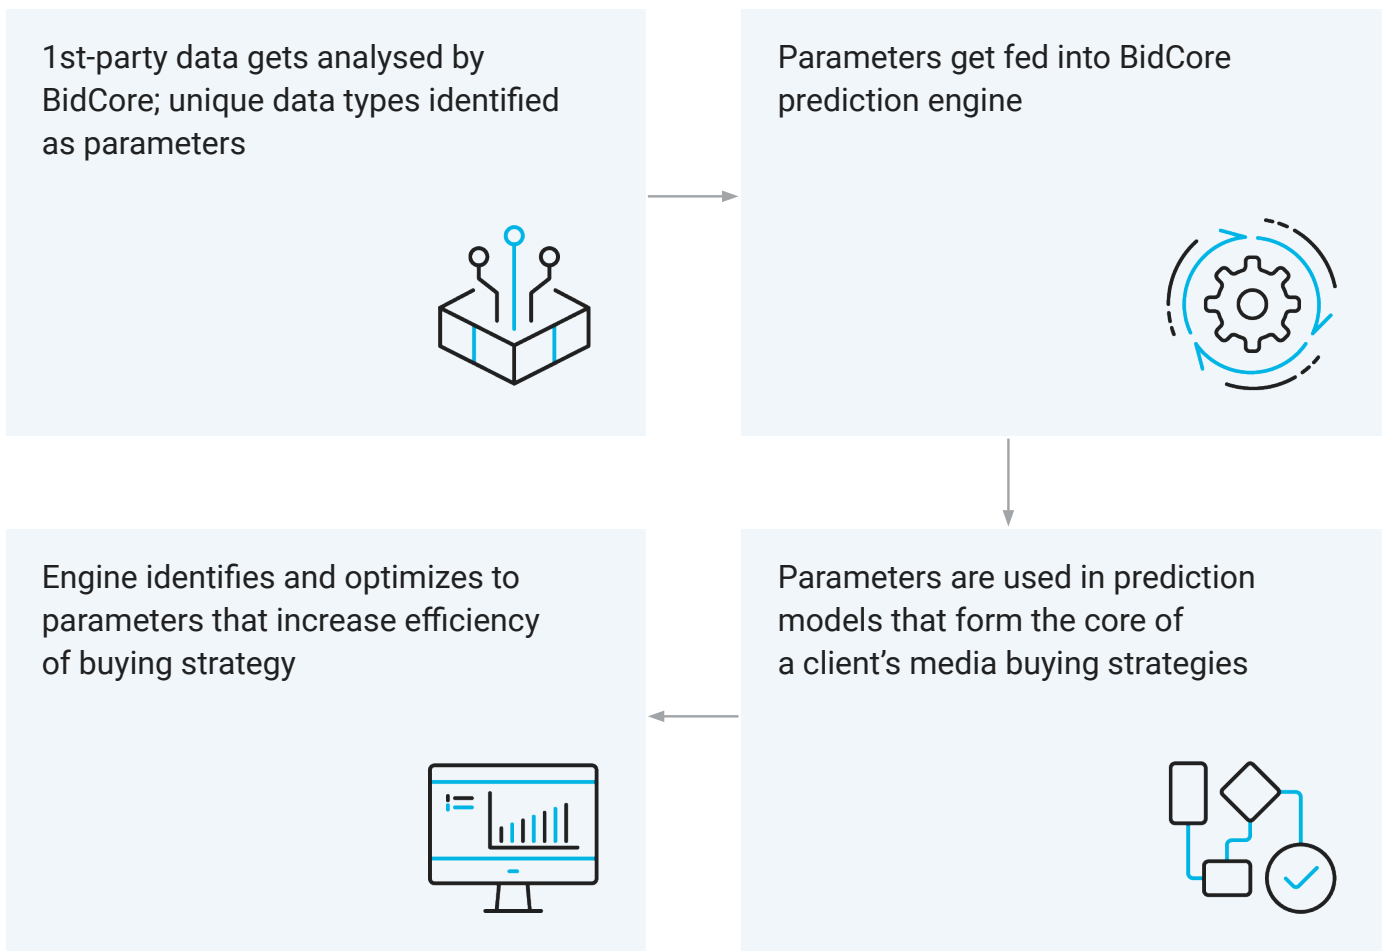 1st-party data gets analysed by
BidCore; unique data types identified
as parameters
Parameters get fed into BidCore
prediction engine
Parameters are used in prediction
models that form the core of
a client’s media buying strategies
Engine identifies and optimizes to
parameters that increase efficiency
of buying strategy